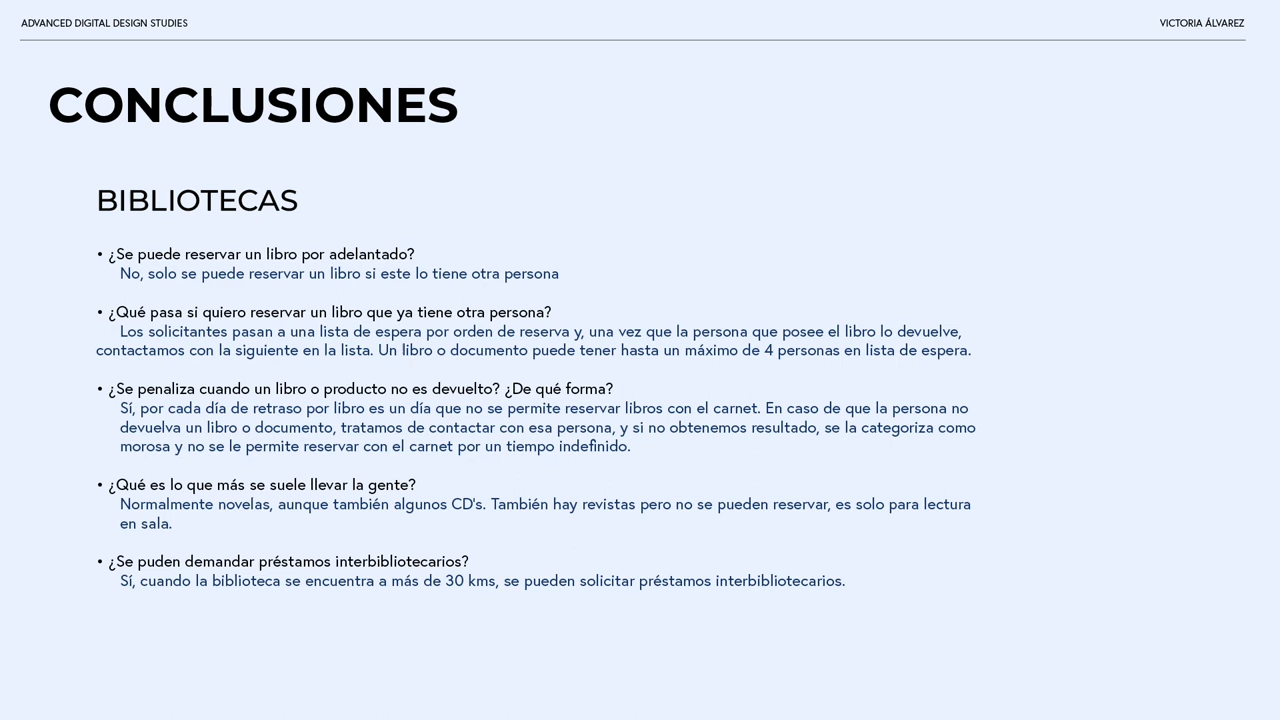 ADVANCED DIGITAL DESIGN STUDIES
VICTORIA ÁLVAREZ
CONCLUSIONES
BIBLIOTECAS
• ¿Se puede reservar un libro por adelantado?
No, solo se puede reservar un libro si este lo tiene otra persona
• ¿Qué pasa si quiero reservar un libro que ya tiene otra persona?
Los solicitantes pasan a una lista de espera por orden de reserva y, una vez que la persona que posee el libro lo devuelve,
contactamos con la siguiente en la lista. Un libro o documento puede tener hasta un máximo de 4 personas en lista de espera.
• ¿Se penaliza cuando un libro o producto no es devuelto? ¿De qué forma?
Sí, por cada día de retraso por libro es un día que no se permite reservar libros con el carnet. En caso de que la persona no
devuelva un libro o documento, tratamos de contactar con esa persona, y si no obtenemos resultado, se la categoriza como
morosa y no se le permite reservar con el carnet por un tiempo indefinido.
• ¿Qué es lo que más se suele llevar la gente?
Normalmente novelas, aunque también algunos CD's. También hay revistas pero no se pueden reservar, es solo para lectura
en sala.
• ¿Se puden demandar préstamos interbibliotecarios?
Sí, cuando la biblioteca se encuentra a más de 30 kms, se pueden solicitar préstamos interbibliotecarios.